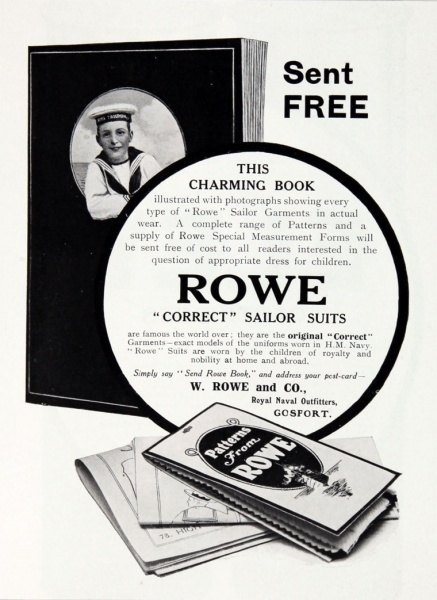 Sent
FREE
THIS
CHARMING BOOK
illustrated with photographs showing every
type of "Rowe" Sailor Garments in actual
wear. A complete range of Patterns and a
supply of Rowe Special Measurement Forms will
be sent free of cost to all readers interested in the
question of appropriate dress for children.
ROWE
"CORRECT" SAILOR SUITS
are famous the world over; they are the original "Correct"
Garments—exact models of the uniforms worn in H.M. Navy.
"Rowe" Suits are worn by the children of royalty and
nobility at home and abroad.
Simply say "Send Rowe Book," and address your post-card—
W. ROWE and CO.,
Royal Naval Outfitters,
GOSPORT.
Patterns
From
ROWE
78, HIGH